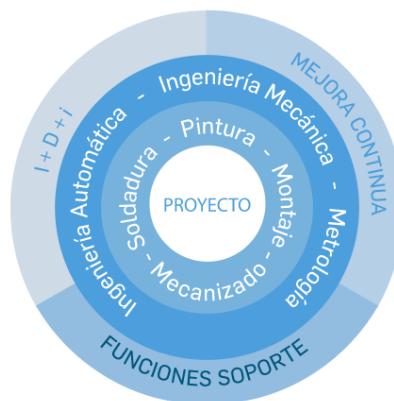 I + D + i
MEJORA CONTINUA
FUNCIONES SOPORTE
Ingeniería Automática - Ingeniería Mecánica - Metrología
Soldadura - Pintura - Montaje - Mecanizado -
PROYECTO